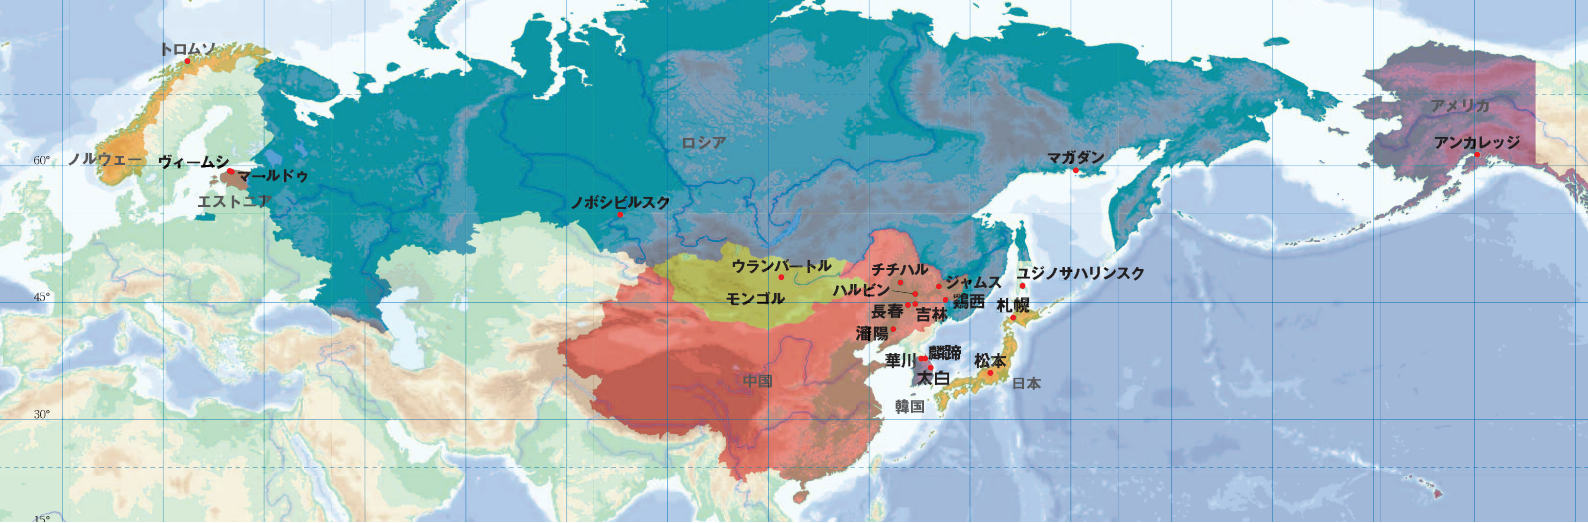 トロムソ
ロシア
アメリカ
アンカレッジ
60°
ノルウェー
ヴィームシ
マールドゥ
マガダン
エストニア
ノボシビルスク
ウランバートル
チチハル
ジャムス
ユジノサハリンスク
モンゴル
ハルビン
鶏西
45°
長春
吉林
札幌
瀋陽
華川
麟蹄
松本
太白
中国
日本
韓国
30°
15°